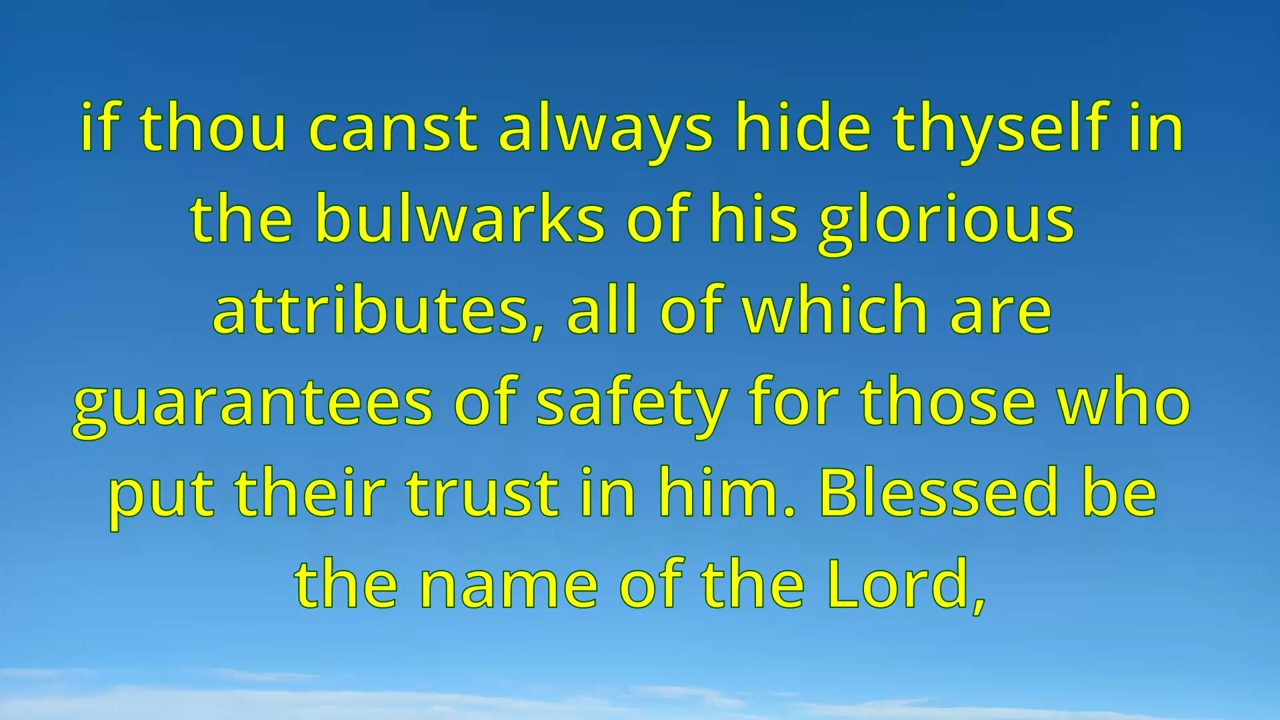 if thou canst always hide thyself in
the bulwarks of his glorious
attributes, all of which are
guarantees of safety for those who
put their trust in him. Blessed be
the name of the Lord,